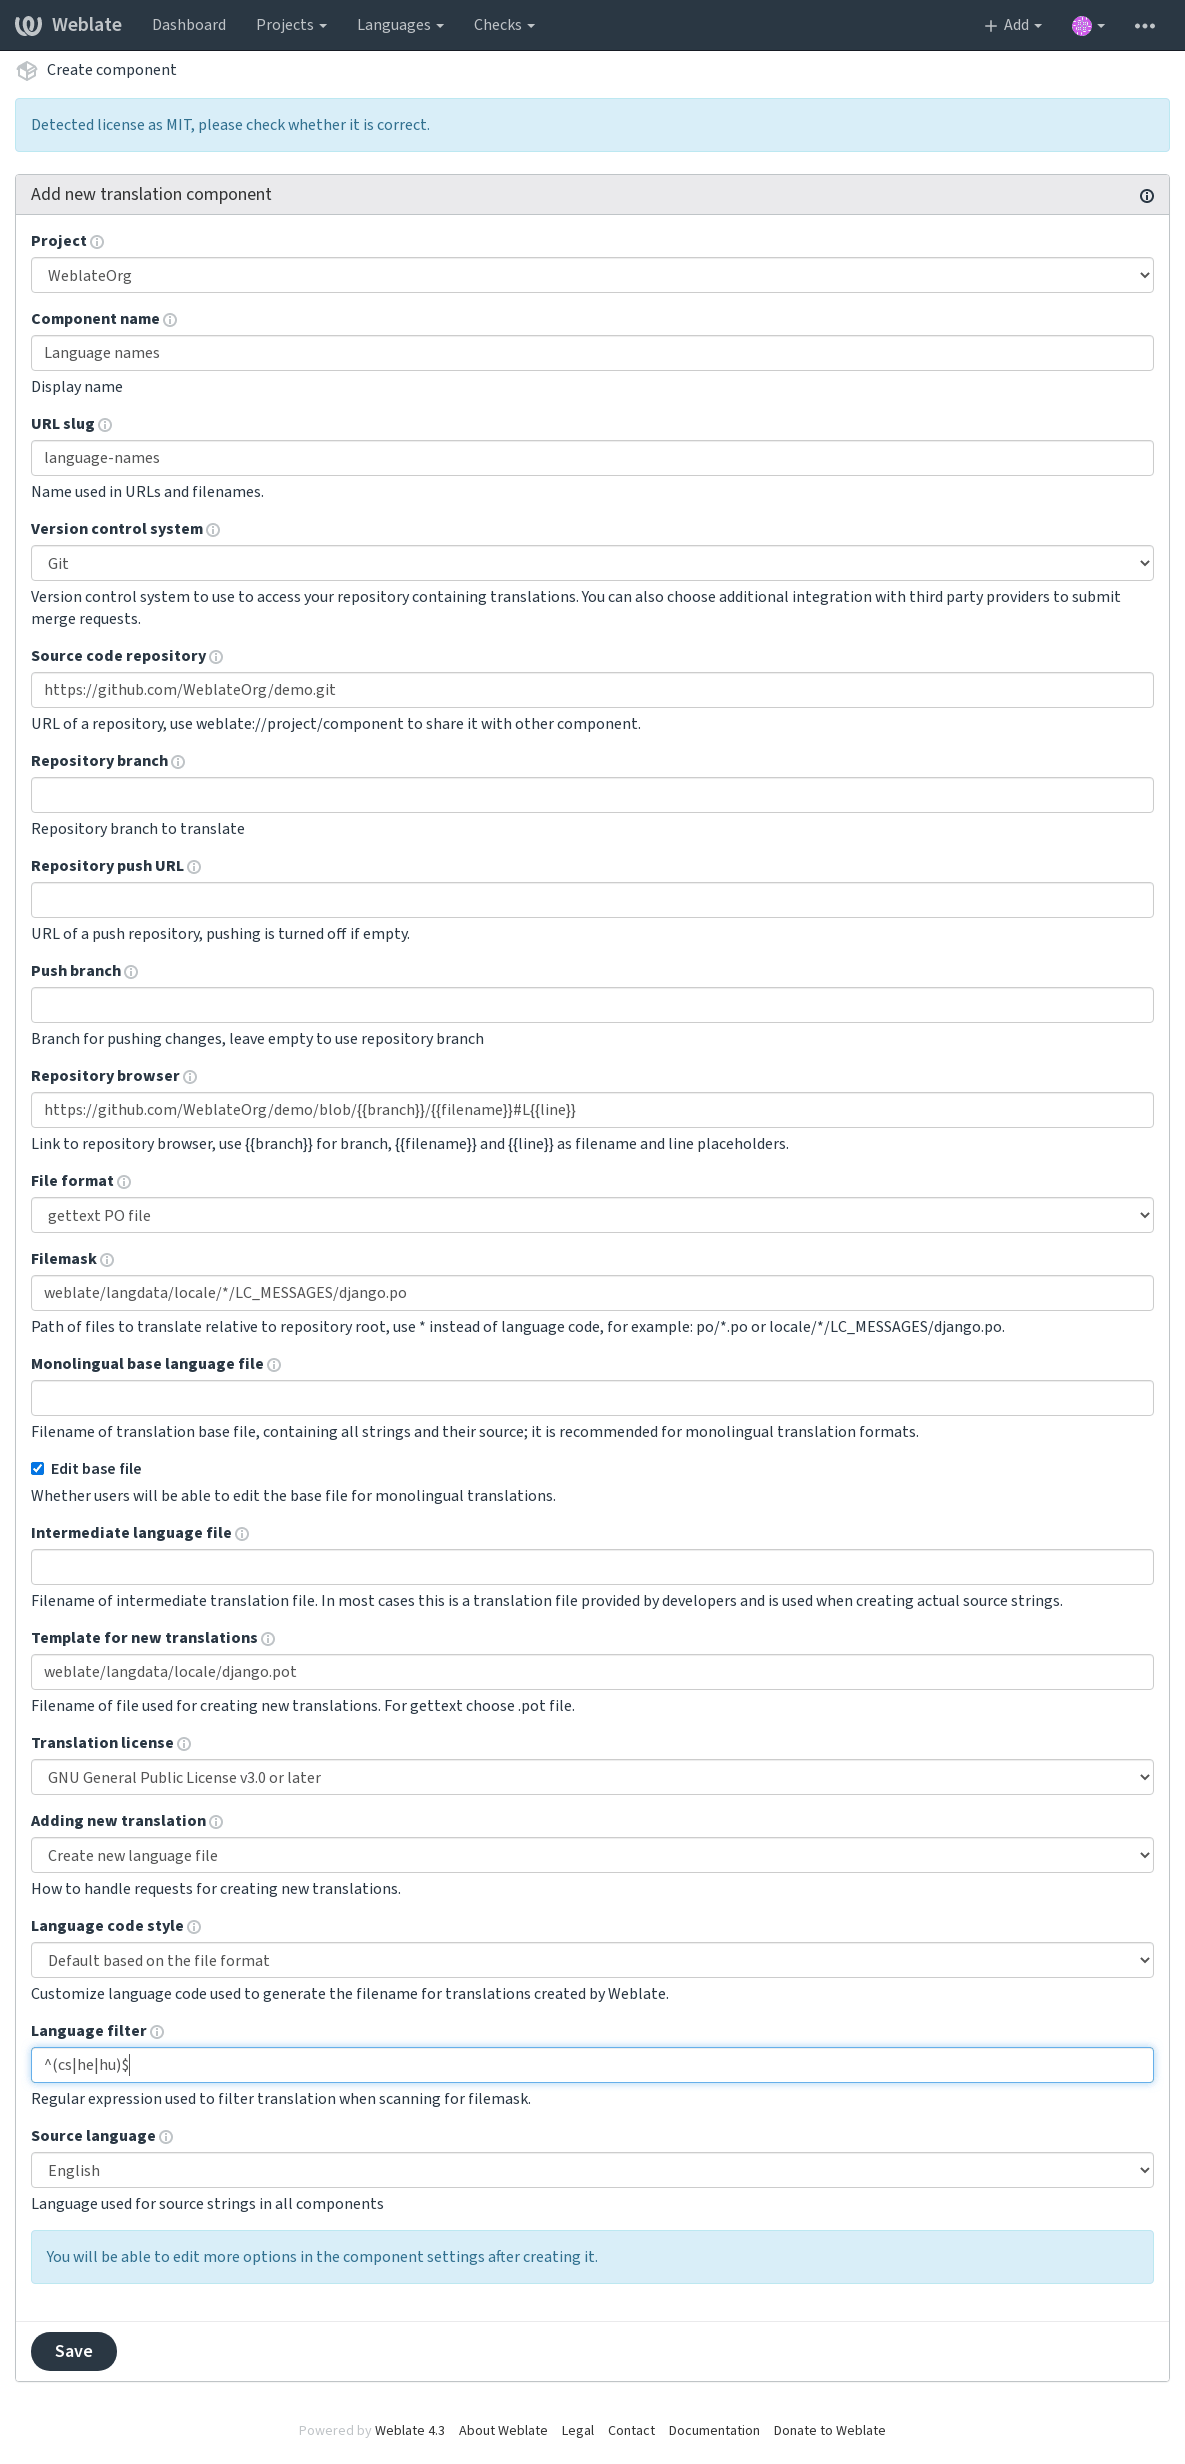 Weblate Dashboard Projects Languages Checks Add
Create component
Detected license as MIT, please check whether it is correct.
Add new translation component
Project
WeblateOrg
Component name
Language names
Display name
URL slug
language-names
Name used in URLs and filenames.
Version control system
Git
Version control system to use to access your repository containing translations. You can also choose additional integration with third party providers to submit
merge requests.
Source code repository
https://github.com/WeblateOrg/demo.git
URL of a repository, use weblate://project/component to share it with other component.
Repository branch
Repository branch to translate
Repository push URL
URL of a push repository, pushing is turned off if empty.
Push branch
Branch for pushing changes, leave empty to use repository branch
Repository browser
https://github.com/WeblateOrg/demo/blob/{{branch}}/{{filename}}#L{{line}}
Link to repository browser, use {{branch}} for branch, {{filename}} and {{line}} as filename and line placeholders.
File format
gettext PO file
Filemask
weblate/langdata/locale/*/LC_MESSAGES/django.po
Path of files to translate relative to repository root, use * instead of language code, for example: po/*.po or locale/*/LC_MESSAGES/django.po.
Monolingual base language file
Filename of translation base file, containing all strings and their source; it is recommended for monolingual translation formats.
Edit base file
Whether users will be able to edit the base file for monolingual translations.
Intermediate language file
Filename of intermediate translation file. In most cases this is a translation file provided by developers and is used when creating actual source strings.
Template for new translations
weblate/langdata/locale/django.pot
Filename of file used for creating new translations. For gettext choose .pot file.
Translation license
GNU General Public License v3.0 or later
Adding new translation
Create new language file
How to handle requests for creating new translations.
Language code style
Default based on the file format
Customize language code used to generate the filename for translations created by Weblate.
Language filter
^(cs|he|hu)$
Regular expression used to filter translation when scanning for filemask.
Source language
English
Language used for source strings in all components
You will be able to edit more options in the component settings after creating it.
Save
Powered by Weblate 4.3 About Weblate Legal Contact Documentation Donate to Weblate